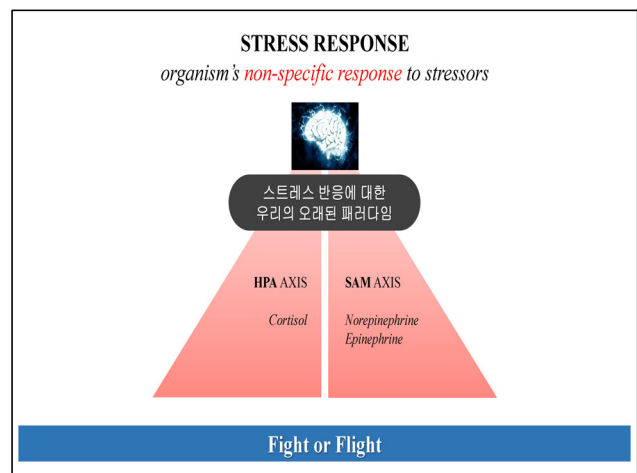 STRESS RESPONSE
organism's non-specific response to stressors
스트레스 반응에 대한
우리의 오래된 패러다임
HPA AXIS
Cortisol
SAM AXIS
Norepinephrine
Epinephrine
Fight or Flight